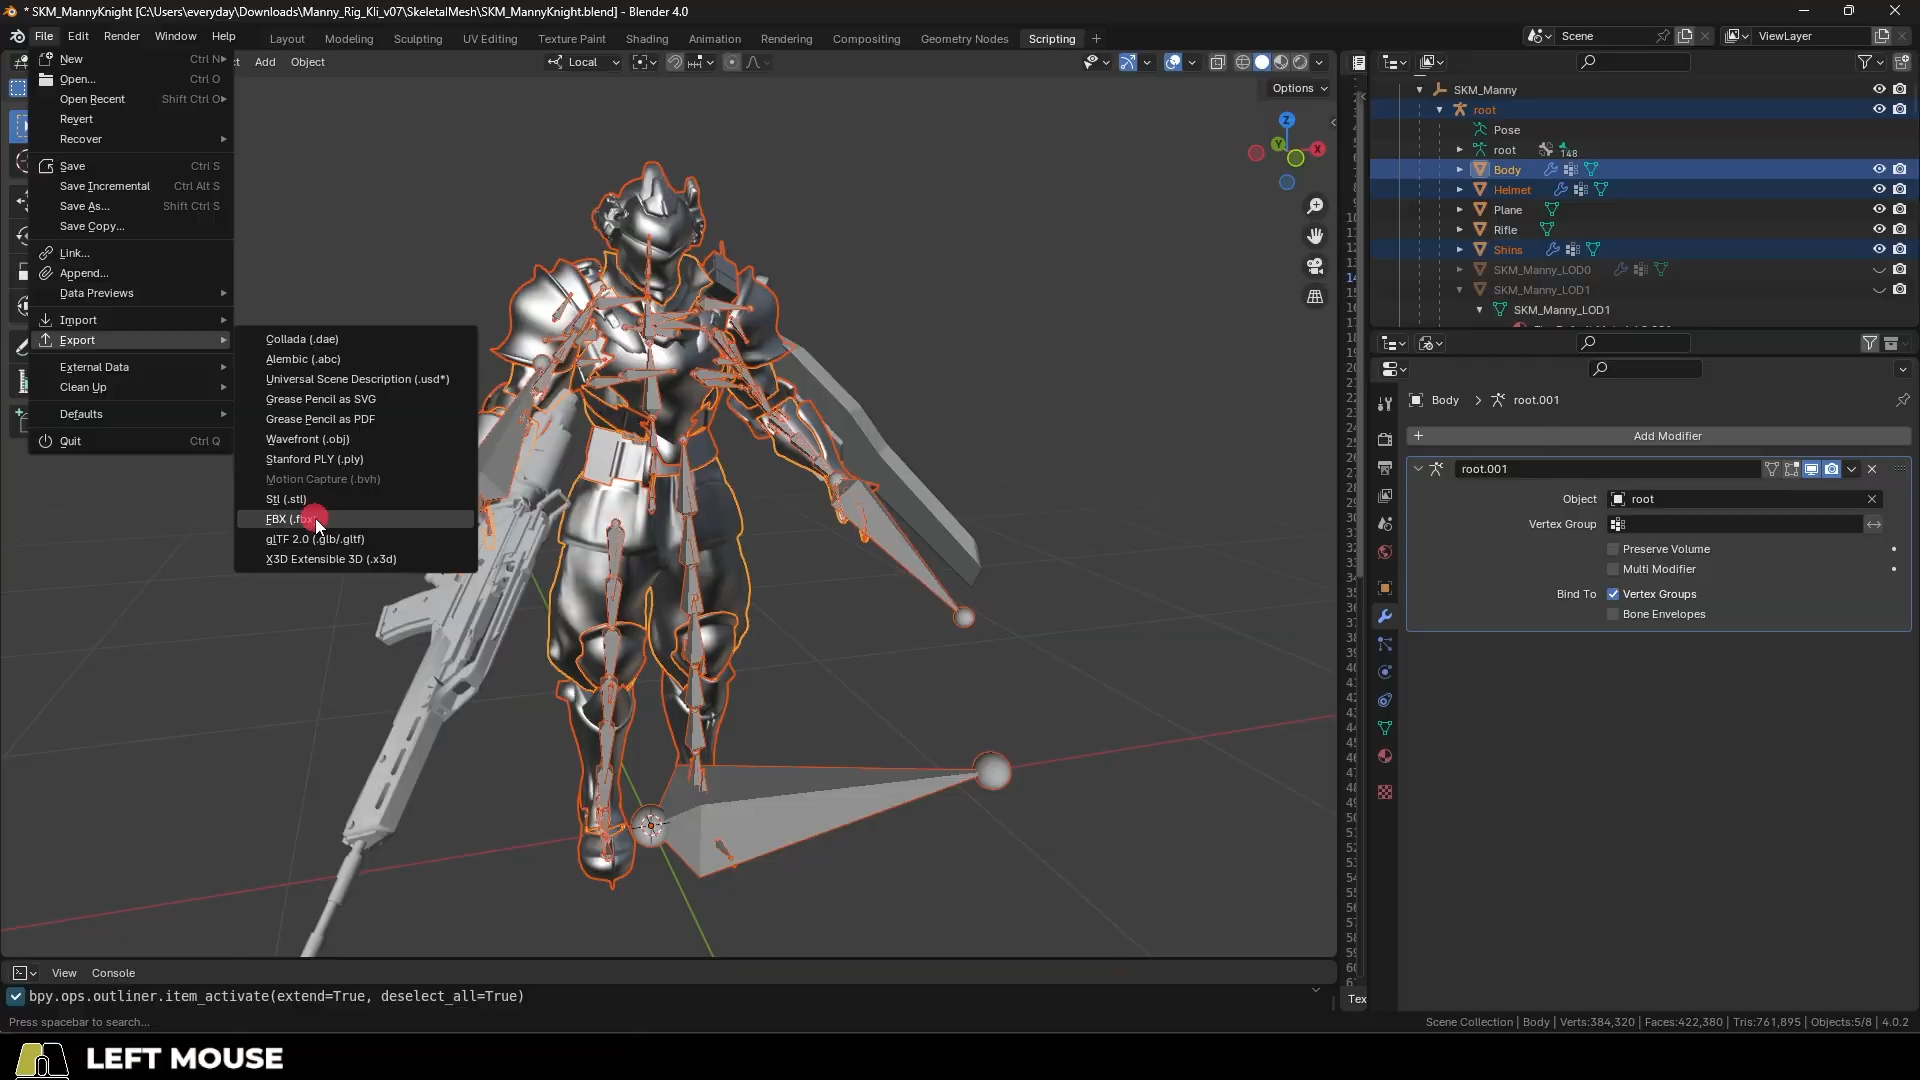 * SKM_MannyKnight [C:\Users\everyday\Downloads\Manny_Rig_Kli_v07\SkeletalMesh\SKM_MannyKnight.blend] - Blender 4.0
File Edit Render Window Help
Layout Modeling Sculpting UV Editing Texture Paint Shading Animation Rendering Compositing Geometry Nodes Scripting +
Scene
ViewLayer
Add Object
Local
Options
New Ctrl N
Open... Ctrl O
Open Recent Shift Ctrl O
Revert
Recover
Save Ctrl S
Save Incremental Ctrl Alt S
Save As... Shift Ctrl S
Save Copy...
Link...
Append...
Data Previews
Import
Export
External Data
Clean Up
Defaults
Quit Ctrl Q
Collada (.dae)
Alembic (.abc)
Universal Scene Description (.usd*)
Grease Pencil as SVG
Grease Pencil as PDF
Wavefront (.obj)
Stanford PLY (.ply)
Motion Capture (.bvh)
Stl (.stl)
FBX (.fbx)
glTF 2.0 (.glb/.gltf)
X3D Extensible 3D (.x3d)
Z
Y
X
SKM_Manny
root
Pose
root 148
Body
Helmet
Plane
Rifle
Shins
SKM_Manny_LOD0
SKM_Manny_LOD1
SKM_Manny_LOD1
Body > root.001
+ Add Modifier
root.001
Object root
Vertex Group
Preserve Volume
Multi Modifier
Bind To Vertex Groups
Bone Envelopes
View Console
bpy.ops.outliner.item_activate(extend=True, deselect_all=True)
Tex
Press spacebar to search...
Scene Collection | Body | Verts:384,320 | Faces:422,380 | Tris:761,895 | Objects:5/8 | 4.0.2
LEFT MOUSE